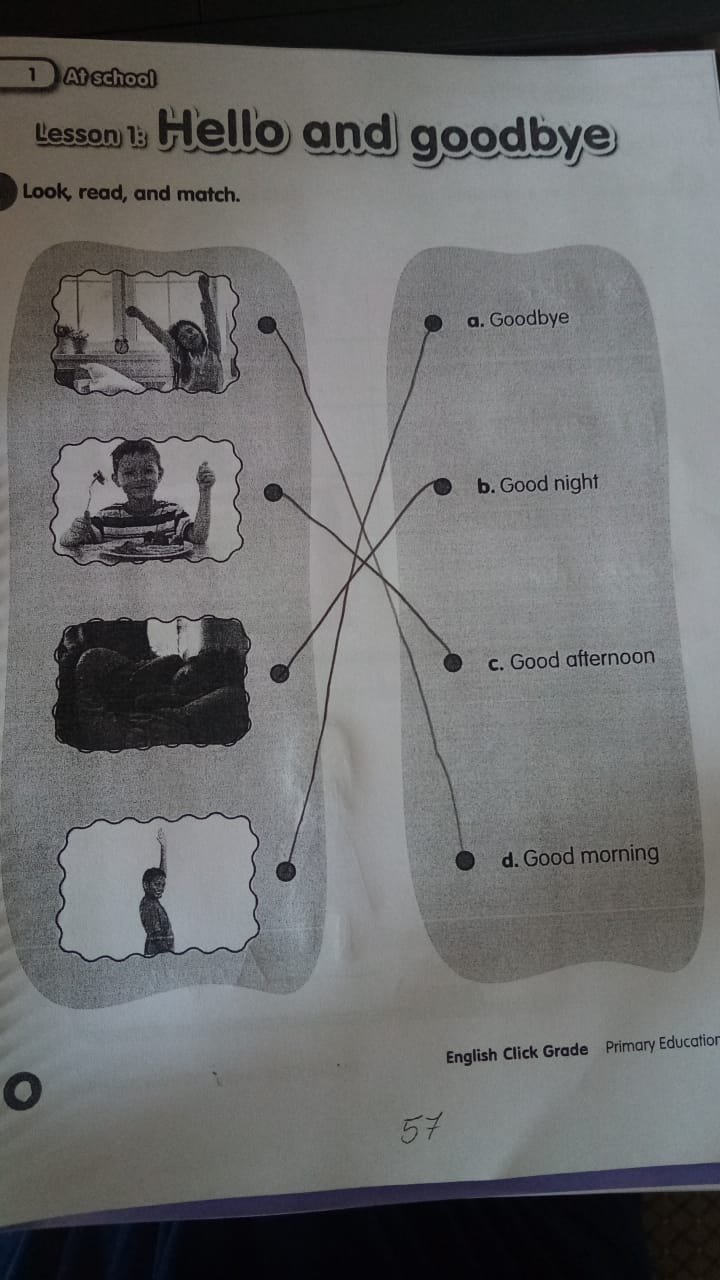 1 At school
Lesson 1: Hello and goodbye
Look, read, and match.
a. Goodbye
b. Good night
c. Good afternoon
d. Good morning
English Click Grade Primary Education
57